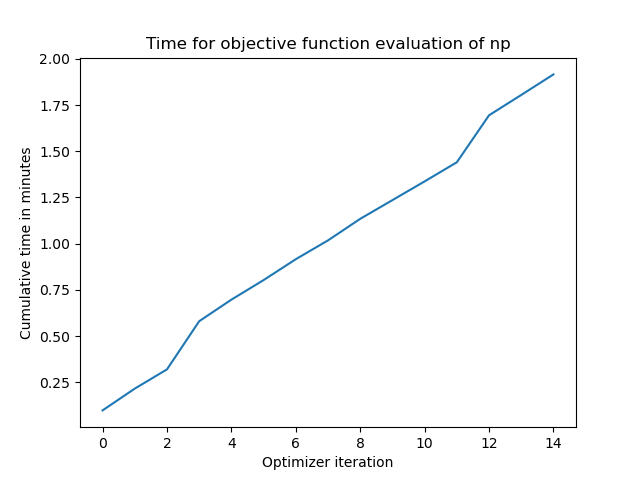 Time for objective function evaluation of np
2.00
1.75
1.50
1.25
1.00
0.75
0.50
0.25
Cumulative time in minutes
0 2 4 6 8 10 12 14
Optimizer iteration